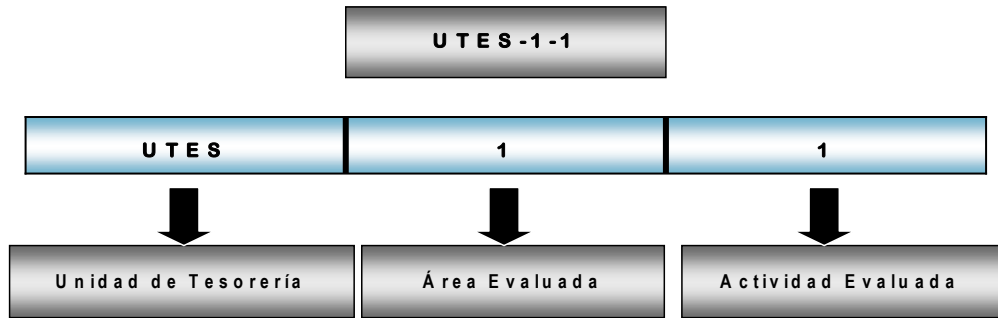 UTES-1-1
UTES 1 1
Unidad de Tesorería Área Evaluada Actividad Evaluada